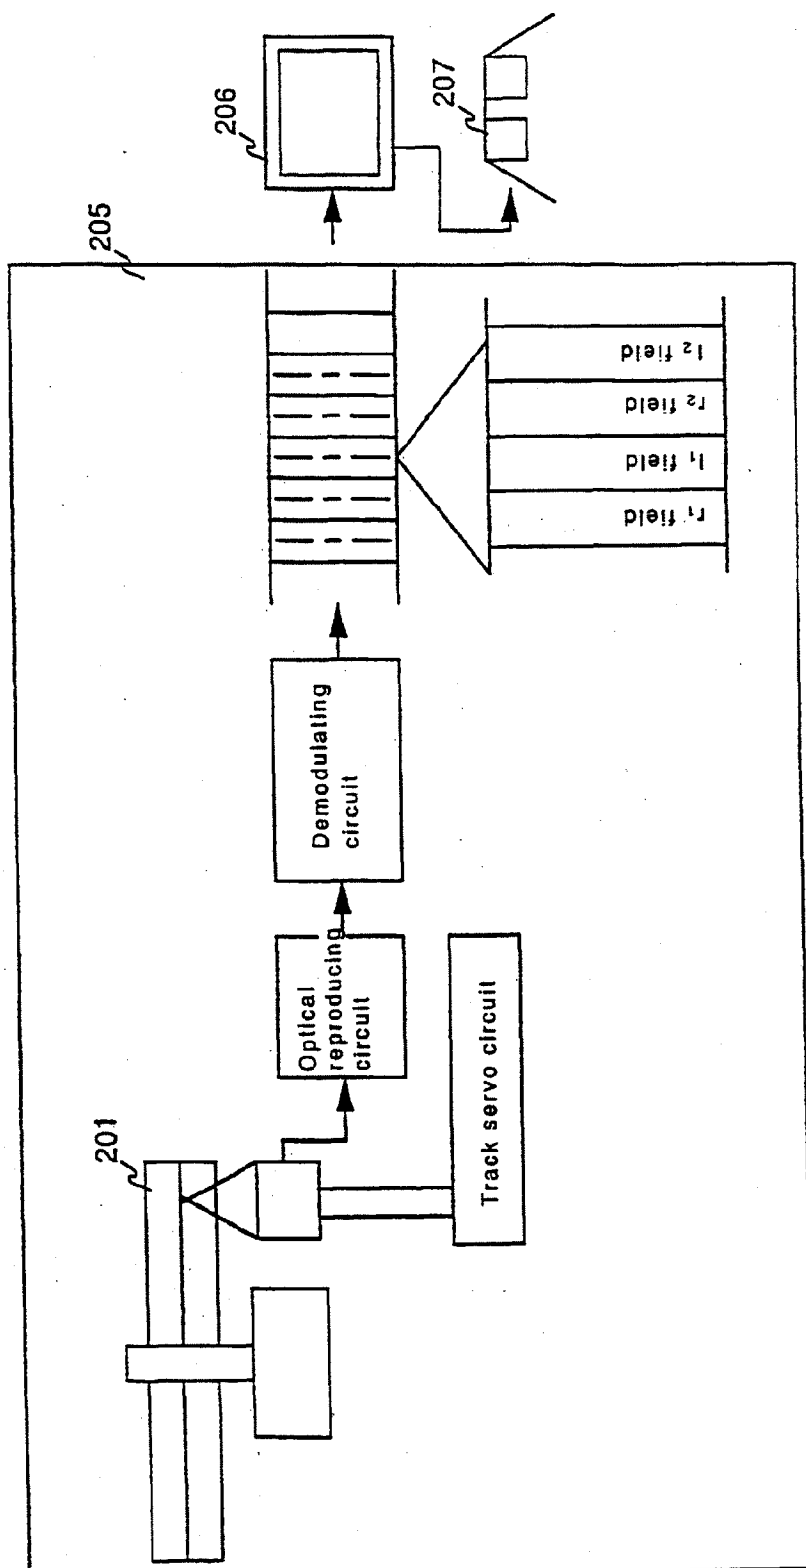 201
205
206
207
Optical
reproducing
circuit
Demodulating
circuit
Track servo circuit
r₁ field
l₁ field
r₂ field
l₂ field